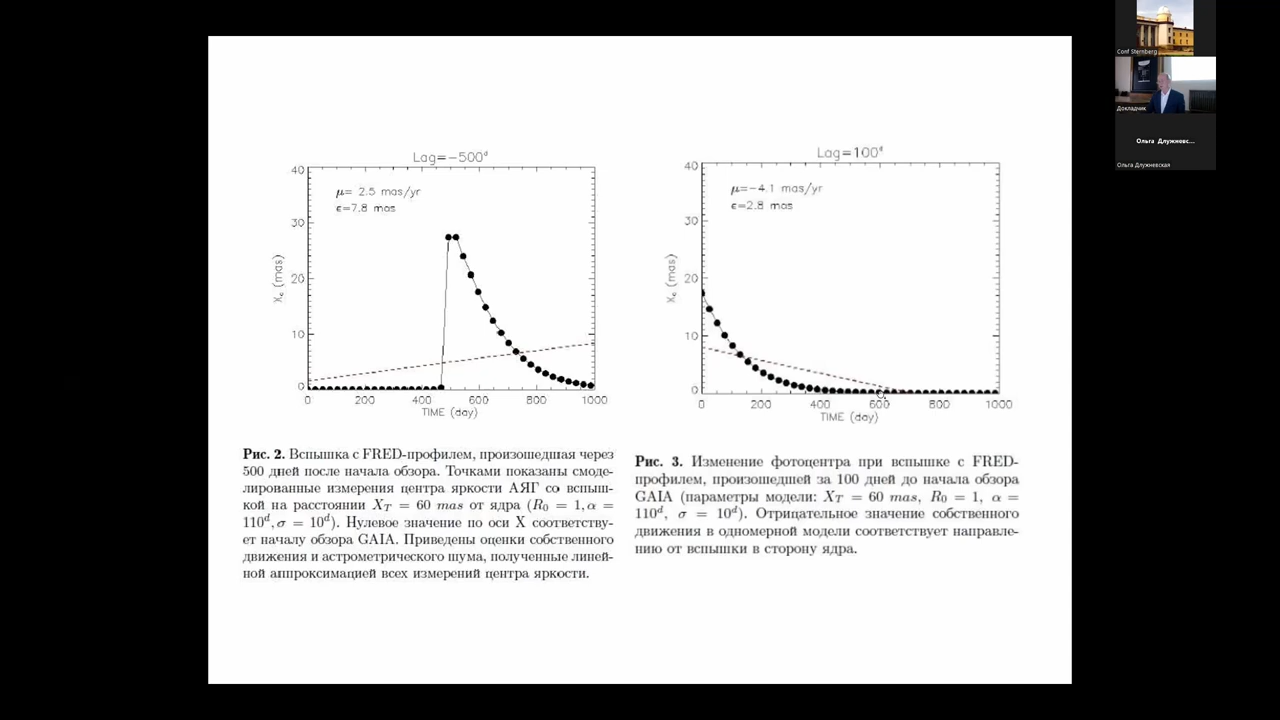 Lag=−500ᵈ
μ= 2.5 mas/yr
ϵ=7.8 mas
40
30
20
10
0
X_c (mas)
0 200 400 600 800 1000
TIME (day)
Рис. 2. Вспышка с FRED-профилем, произошедшая через
500 дней после начала обзора. Точками показаны смоде-
лированные измерения центра яркости АЯГ со вспыш-
кой на расстоянии X_T = 60 mas от ядра (R₀ = 1, α =
110ᵈ, σ = 10ᵈ). Нулевое значение по оси X соответству-
ет началу обзора GAIA. Приведены оценки собственного
движения и астрометрического шума, полученные линей-
ной аппроксимацией всех измерений центра яркости.
Lag=100ᵈ
μ=−4.1 mas/yr
ϵ=2.8 mas
40
30
20
10
0
X_c (mas)
0 200 400 600 800 1000
TIME (day)
Рис. 3. Изменение фотоцентра при вспышке с FRED-
профилем, произошедшей за 100 дней до начала обзора
GAIA (параметры модели: X_T = 60 mas, R₀ = 1, α =
110ᵈ, σ = 10ᵈ). Отрицательное значение собственного
движения в одномерной модели соответствует направле-
нию от вспышки в сторону ядра.
Conf Sternberg
Докладчик
Ольга Длужневс...
Ольга Длужневская